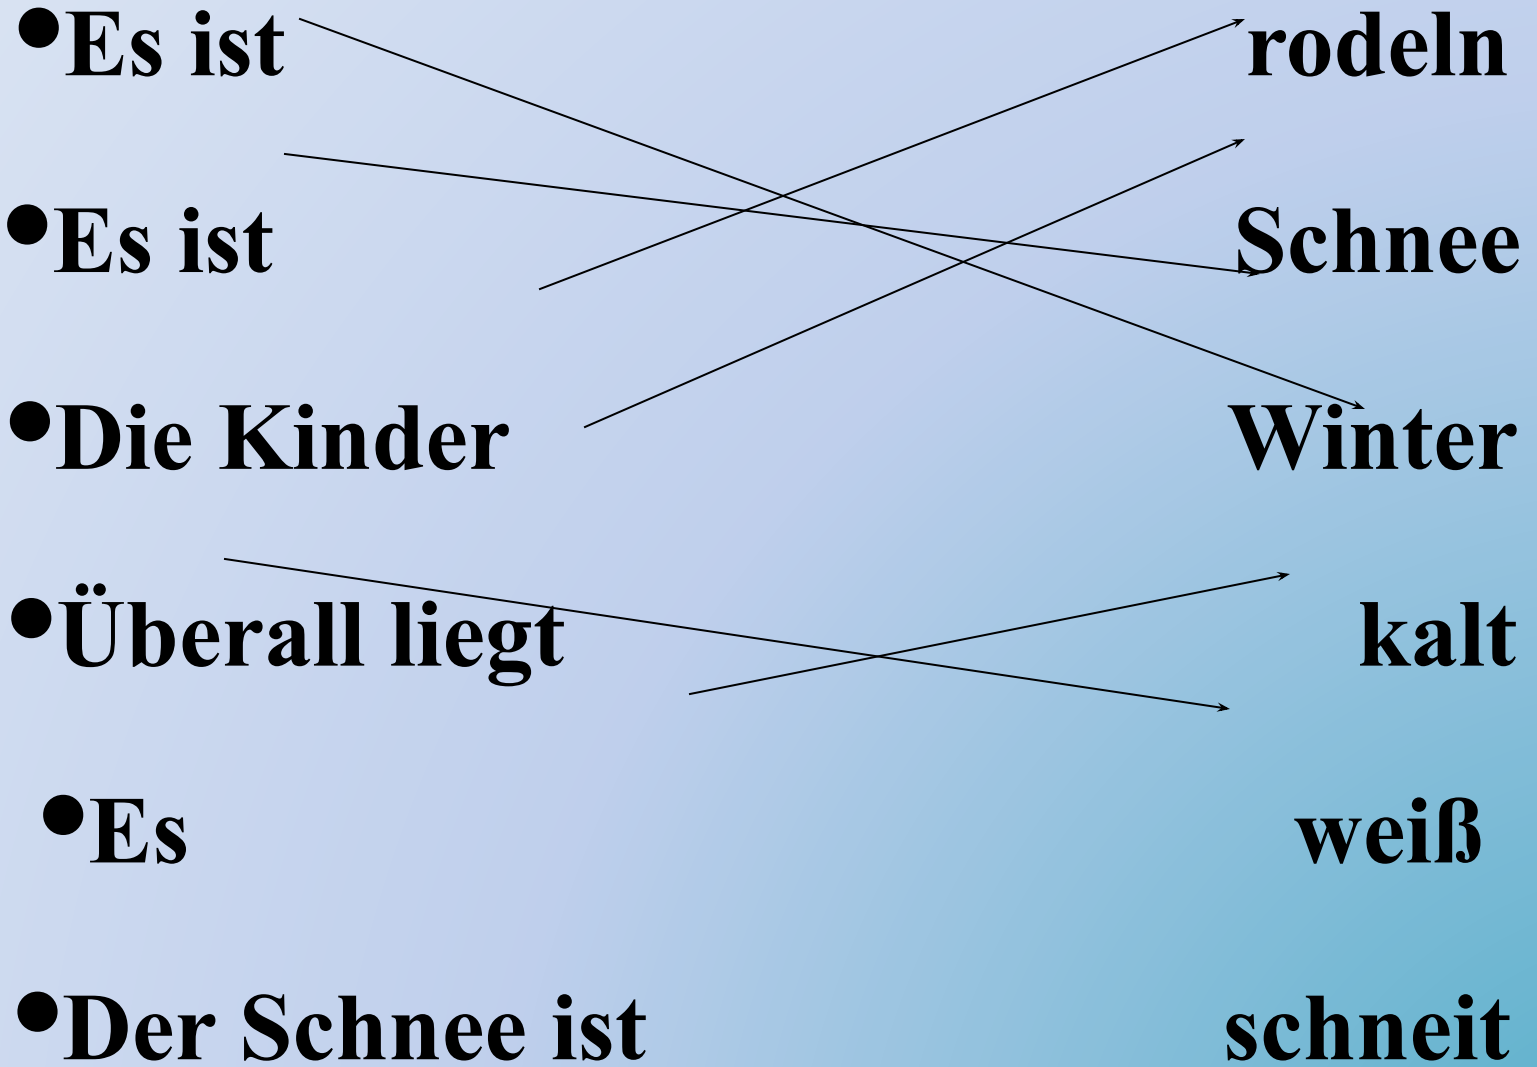 •Es ist rodeln
•Es ist Schnee
•Die Kinder Winter
•Überall liegt kalt
•Es weiß
•Der Schnee ist schneit